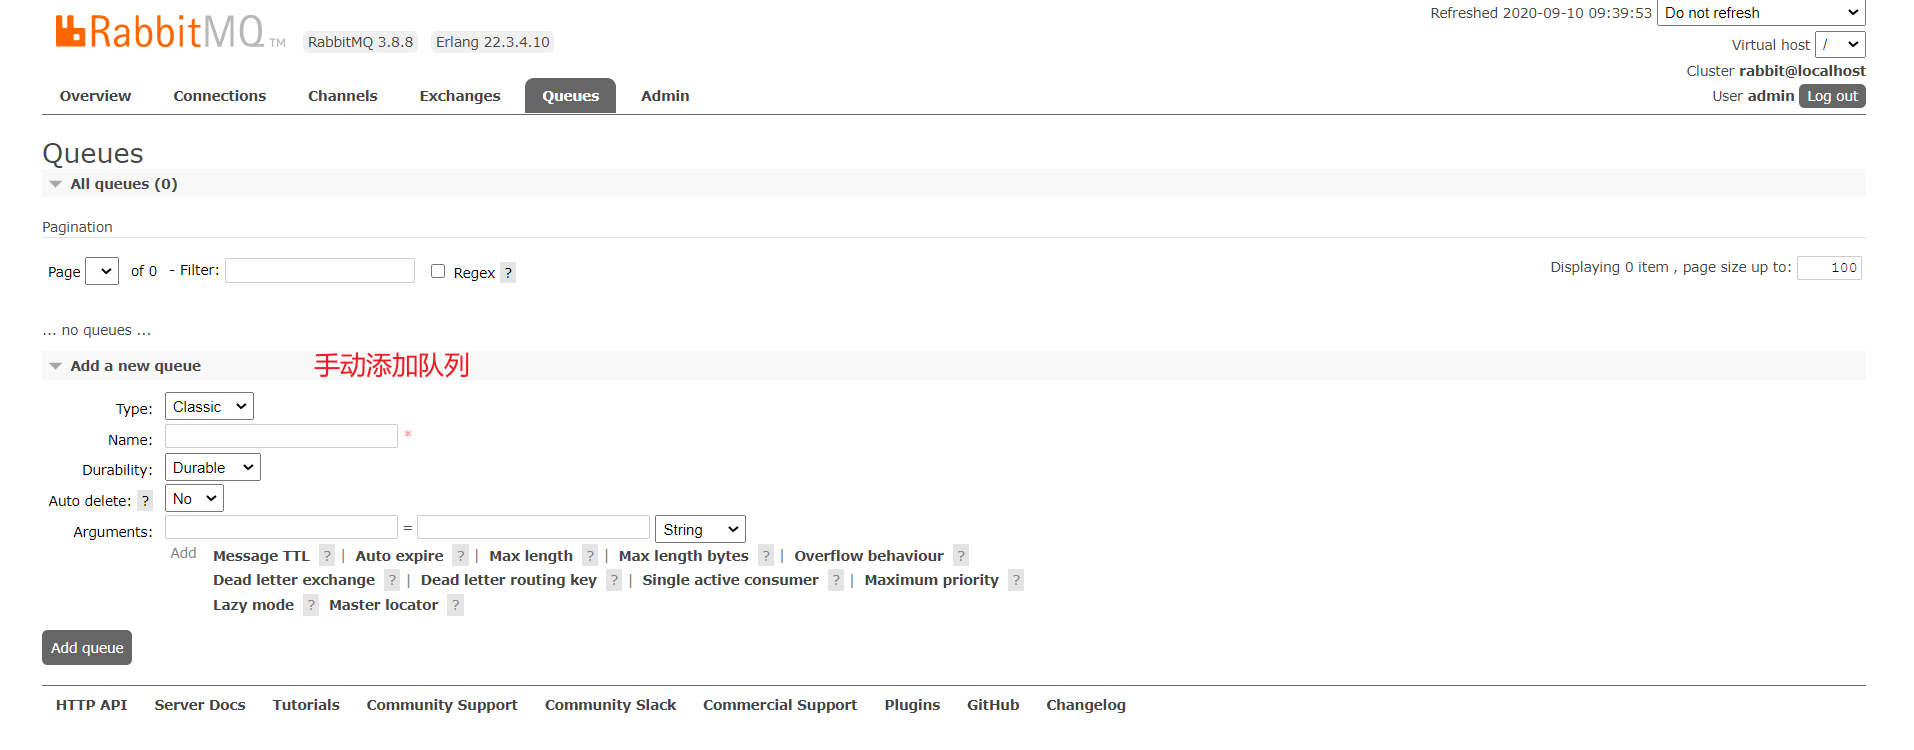 RabbitMQ TM RabbitMQ 3.8.8 Erlang 22.3.4.10
Refreshed 2020-09-10 09:39:53 Do not refresh
Virtual host /
Cluster rabbit@localhost
User admin Log out
Overview Connections Channels Exchanges Queues Admin
Queues
All queues (0)
Pagination
Page of 0 - Filter: Regex ? Displaying 0 item , page size up to: 100
... no queues ...
Add a new queue 手动添加队列
Type: Classic
Name: *
Durability: Durable
Auto delete: ? No
Arguments: = String
Add Message TTL ? | Auto expire ? | Max length ? | Max length bytes ? | Overflow behaviour ?
Dead letter exchange ? | Dead letter routing key ? | Single active consumer ? | Maximum priority ?
Lazy mode ? Master locator ?
Add queue
HTTP API Server Docs Tutorials Community Support Community Slack Commercial Support Plugins GitHub Changelog